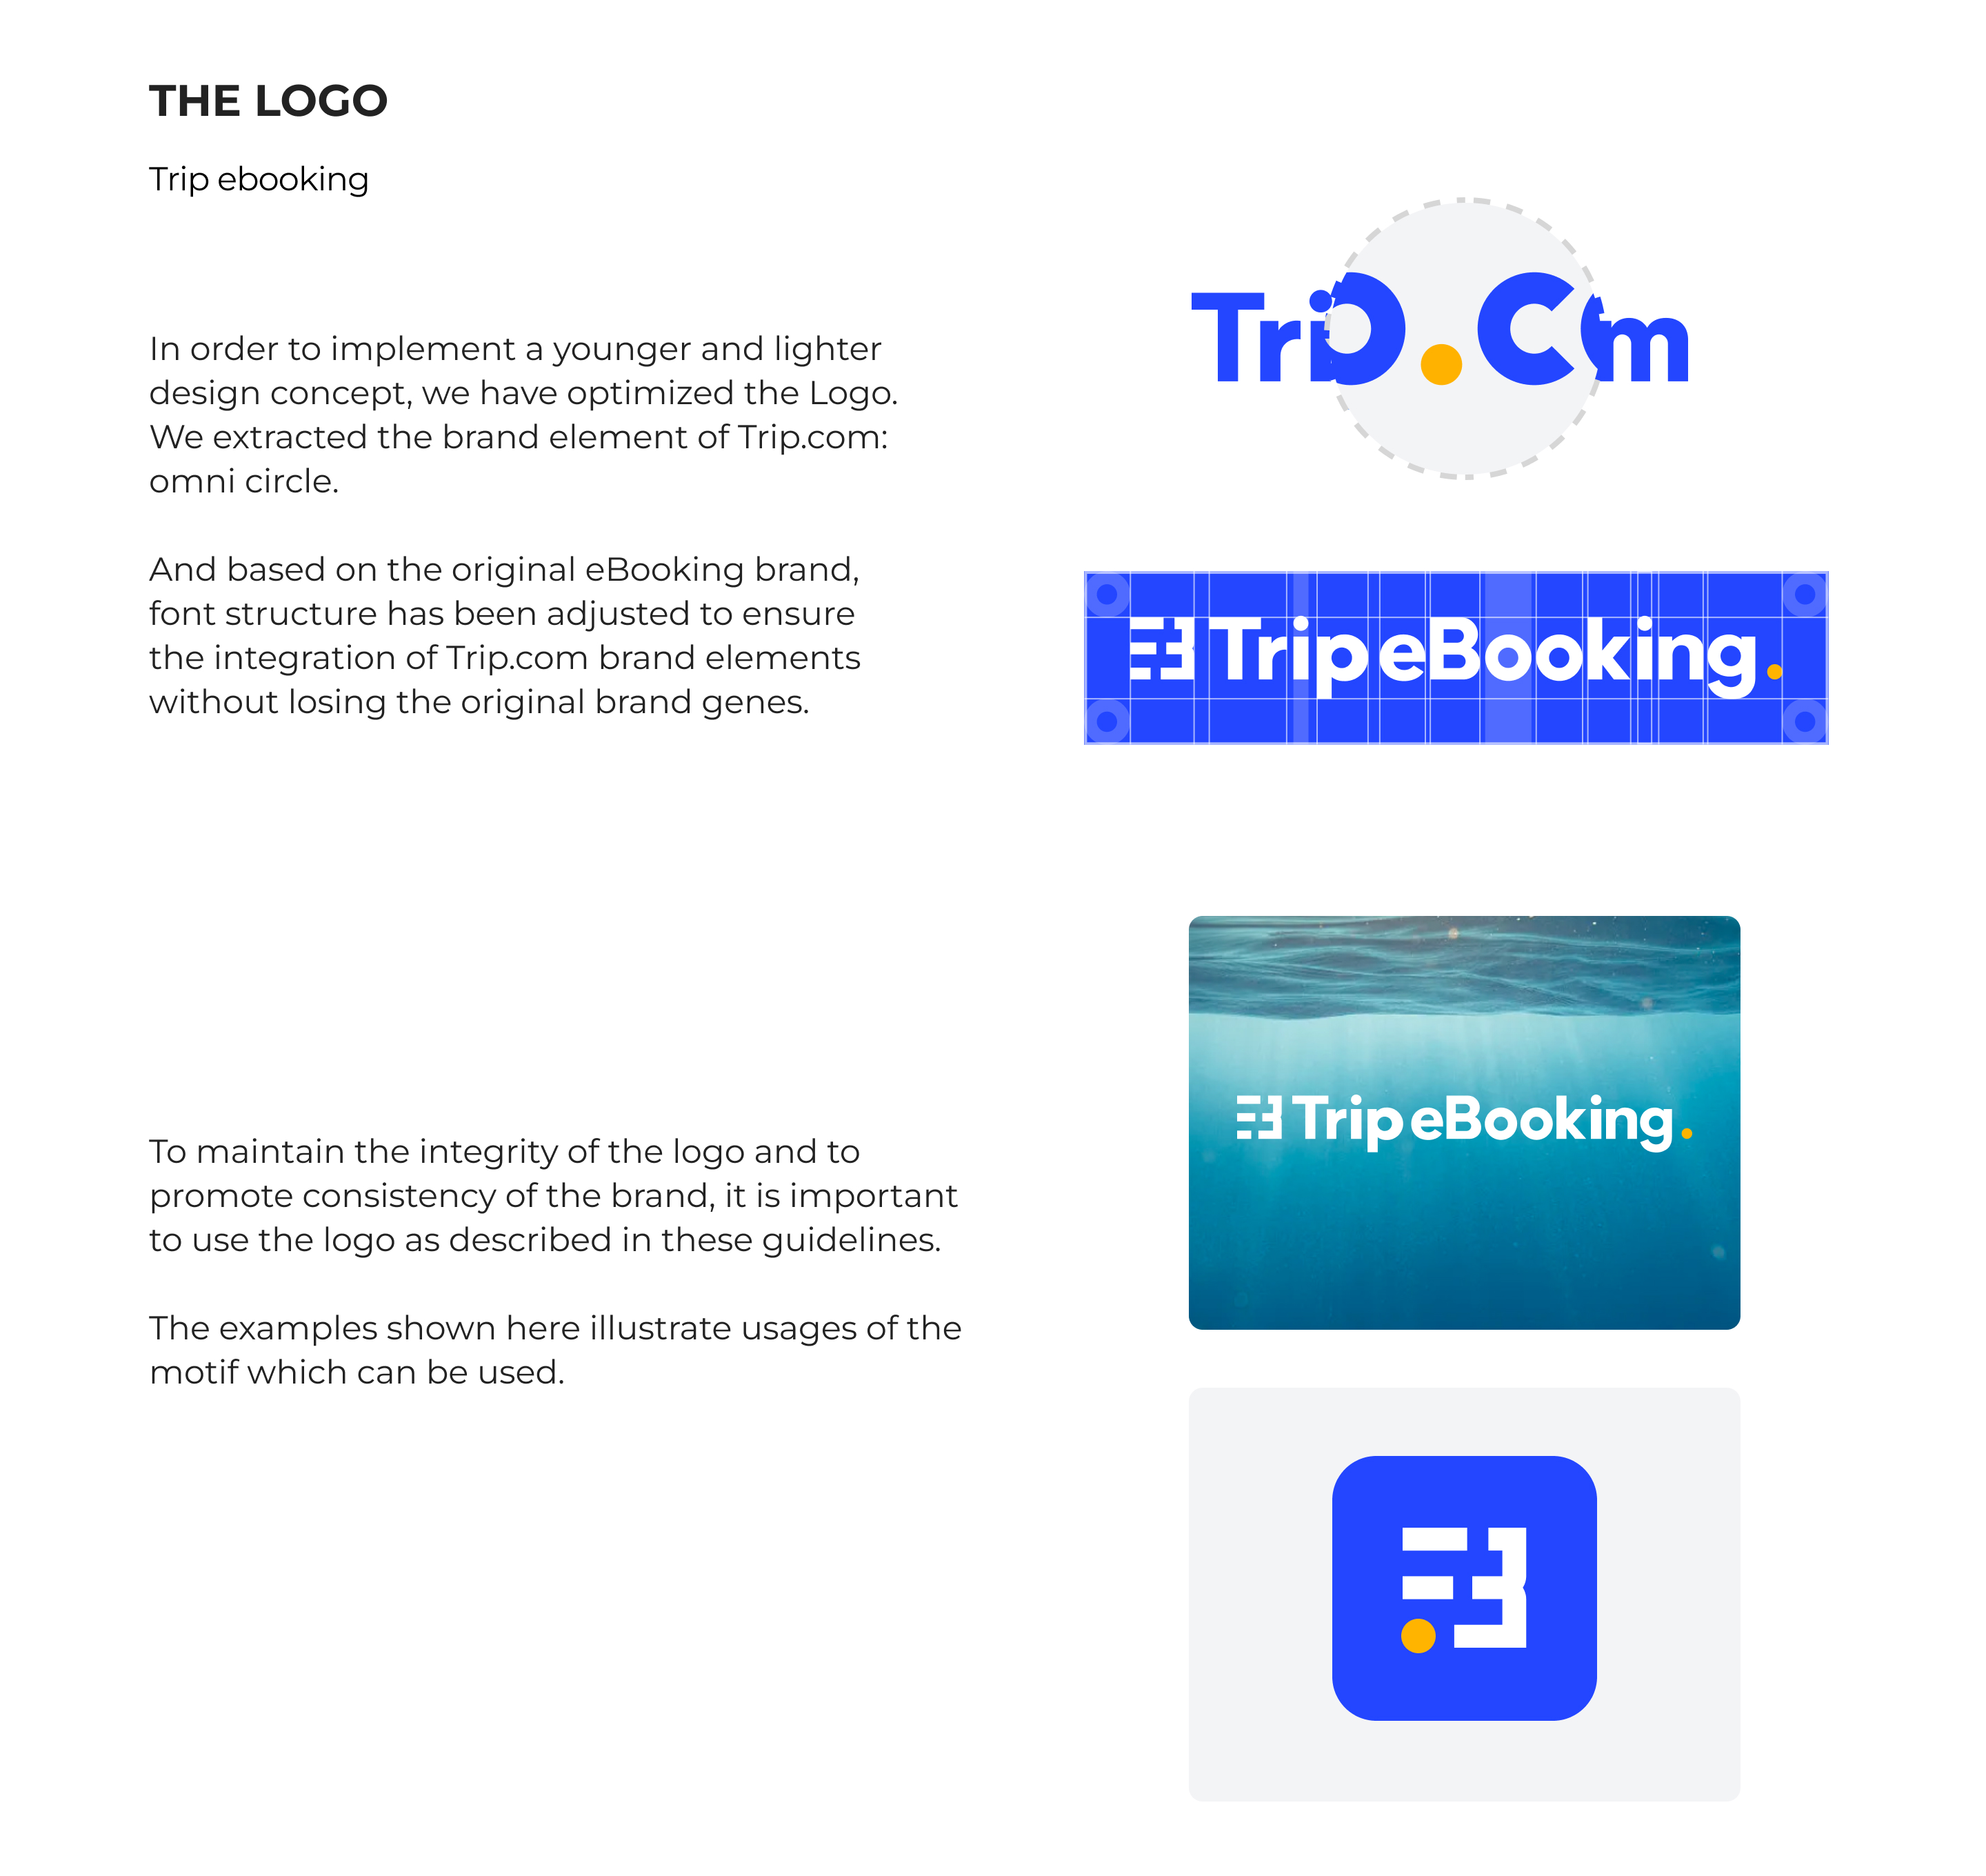 THE LOGO
Trip ebooking
In order to implement a younger and lighter
design concept, we have optimized the Logo.
We extracted the brand element of Trip.com:
omni circle.
And based on the original eBooking brand,
font structure has been adjusted to ensure
the integration of Trip.com brand elements
without losing the original brand genes.
Trip.Com
EB Trip eBooking.
To maintain the integrity of the logo and to
promote consistency of the brand, it is important
to use the logo as described in these guidelines.
The examples shown here illustrate usages of the
motif which can be used.
EB Trip eBooking.
EB